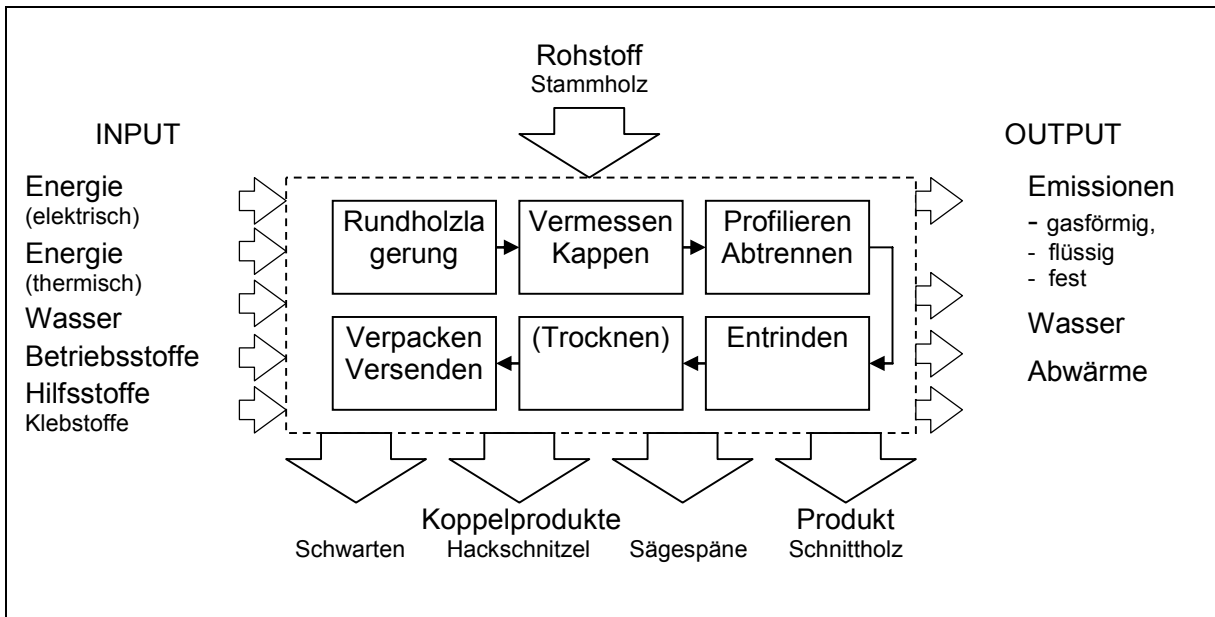 Rohstoff
Stammholz
INPUT
OUTPUT
Energie
(elektrisch)
Energie
(thermisch)
Wasser
Betriebsstoffe
Hilfsstoffe
Klebstoffe
Rundholzla
gerung
Vermessen
Kappen
Profilieren
Abtrennen
Verpacken
Versenden
(Trocknen)
Entrinden
Emissionen
- gasförmig,
- flüssig
- fest
Wasser
Abwärme
Koppelprodukte
Produkt
Schwarten
Hackschnitzel
Sägespäne
Schnittholz